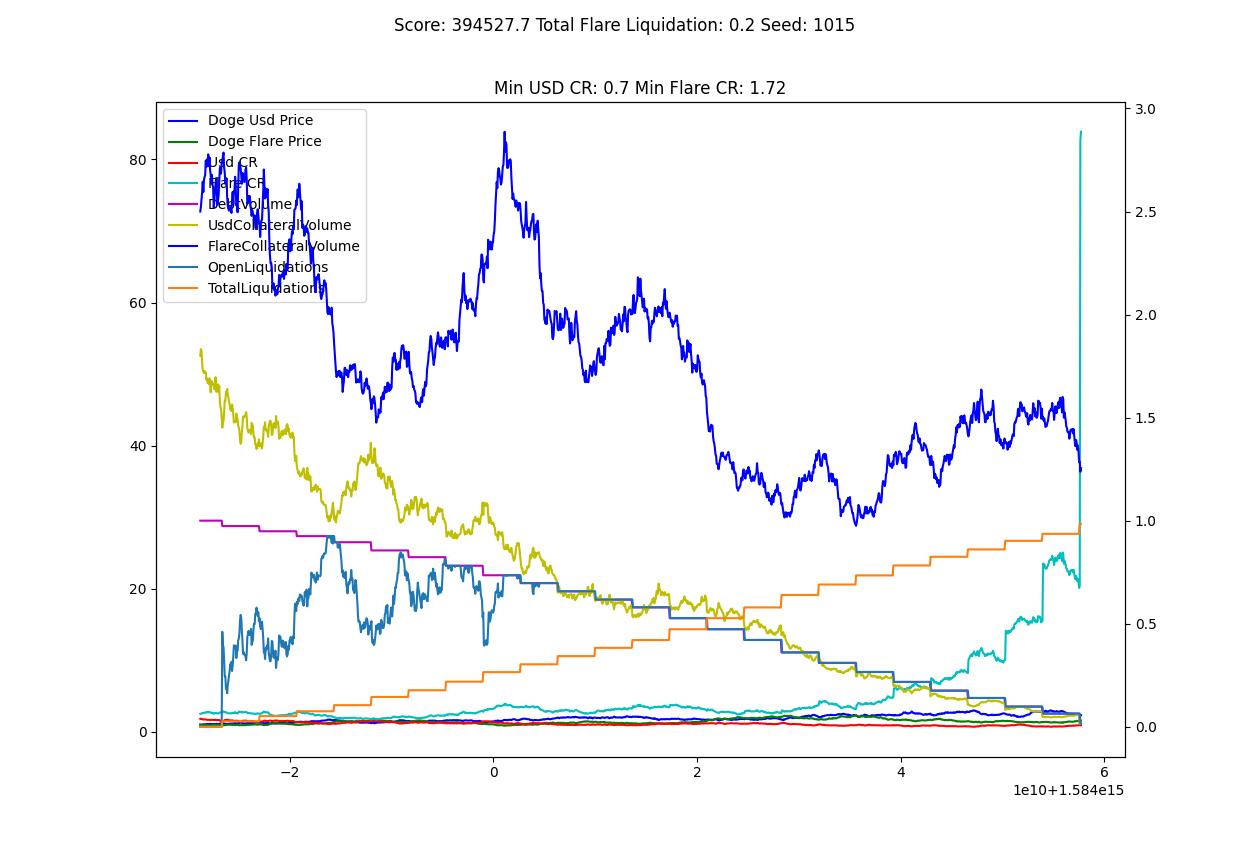 Score: 394527.7 Total Flare Liquidation: 0.2 Seed: 1015
Min USD CR: 0.7 Min Flare CR: 1.72
Doge Usd Price
Doge Flare Price
Usd CR
Flare CR
DebtVolume
UsdCollateralVolume
FlareCollateralVolume
OpenLiquidations
TotalLiquidations
80
60
40
20
0
3.0
2.5
2.0
1.5
1.0
0.5
0.0
−2 0 2 4 6
1e10+1.584e15